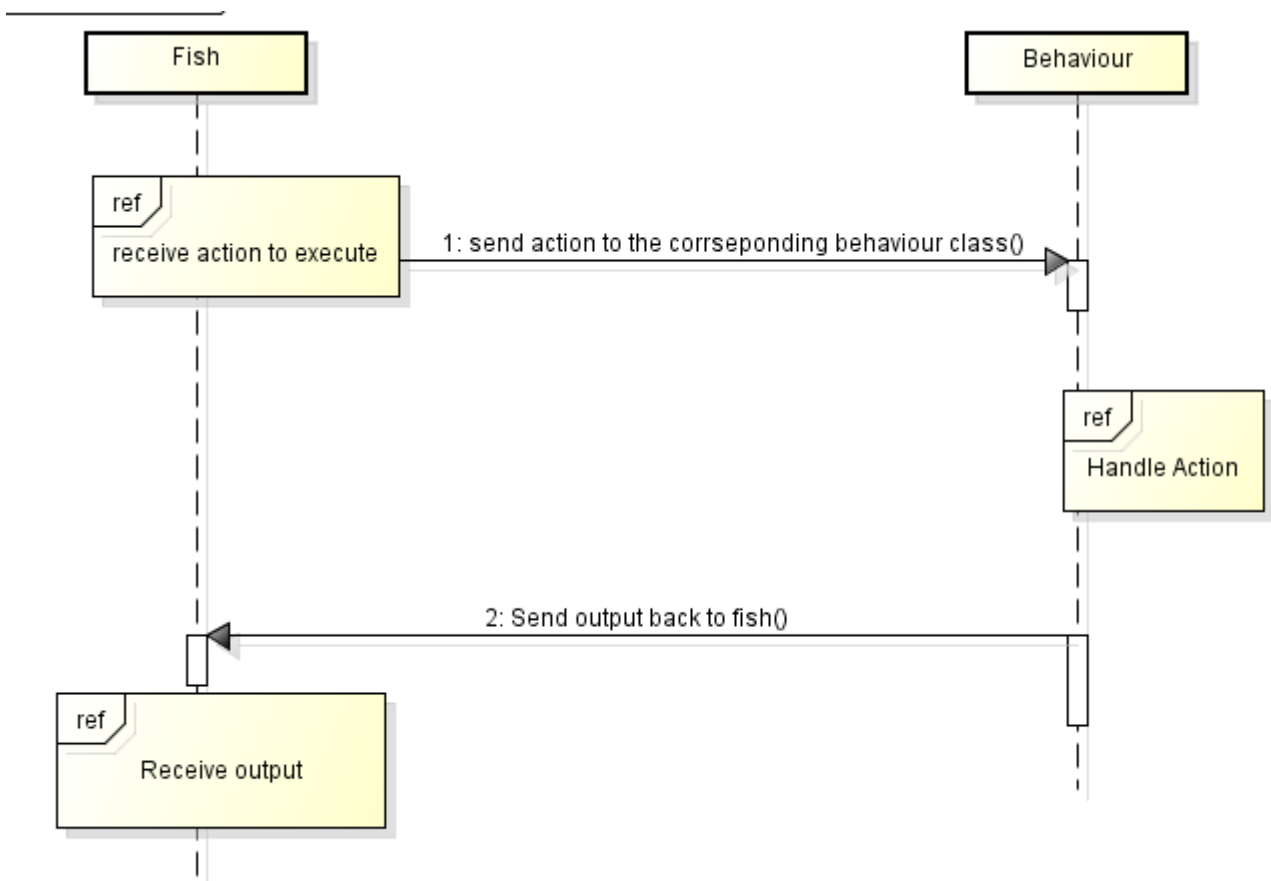 Fish
Behaviour
ref
receive action to execute
1: send action to the corrseponding behaviour class()
ref
Handle Action
2: Send output back to fish()
ref
Receive output